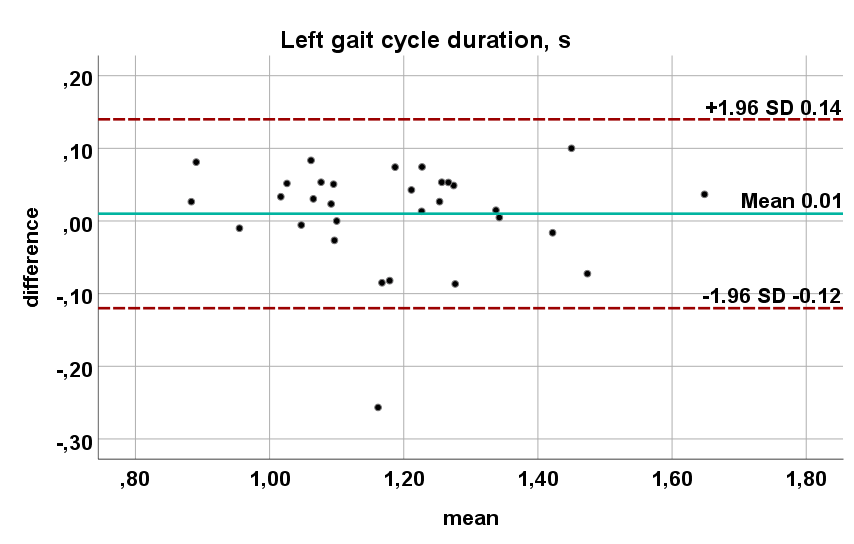 Left gait cycle duration, s
,20
+1.96 SD 0.14
,10
Mean 0.01
,00
difference
-,10
-1.96 SD -0.12
-,20
-,30
,80 1,00 1,20 1,40 1,60 1,80
mean